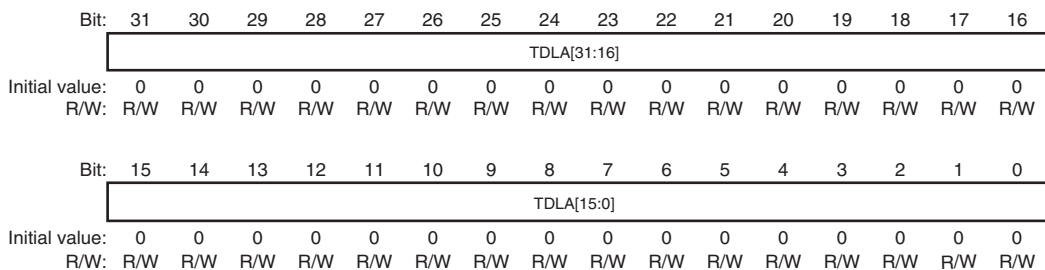 Bit: 31 30 29 28 27 26 25 24 23 22 21 20 19 18 17 16
TDLA[31:16]
Initial value: 0 0 0 0 0 0 0 0 0 0 0 0 0 0 0 0
R/W: R/W R/W R/W R/W R/W R/W R/W R/W R/W R/W R/W R/W R/W R/W R/W R/W
Bit: 15 14 13 12 11 10 9 8 7 6 5 4 3 2 1 0
TDLA[15:0]
Initial value: 0 0 0 0 0 0 0 0 0 0 0 0 0 0 0 0
R/W: R/W R/W R/W R/W R/W R/W R/W R/W R/W R/W R/W R/W R/W R/W R/W R/W